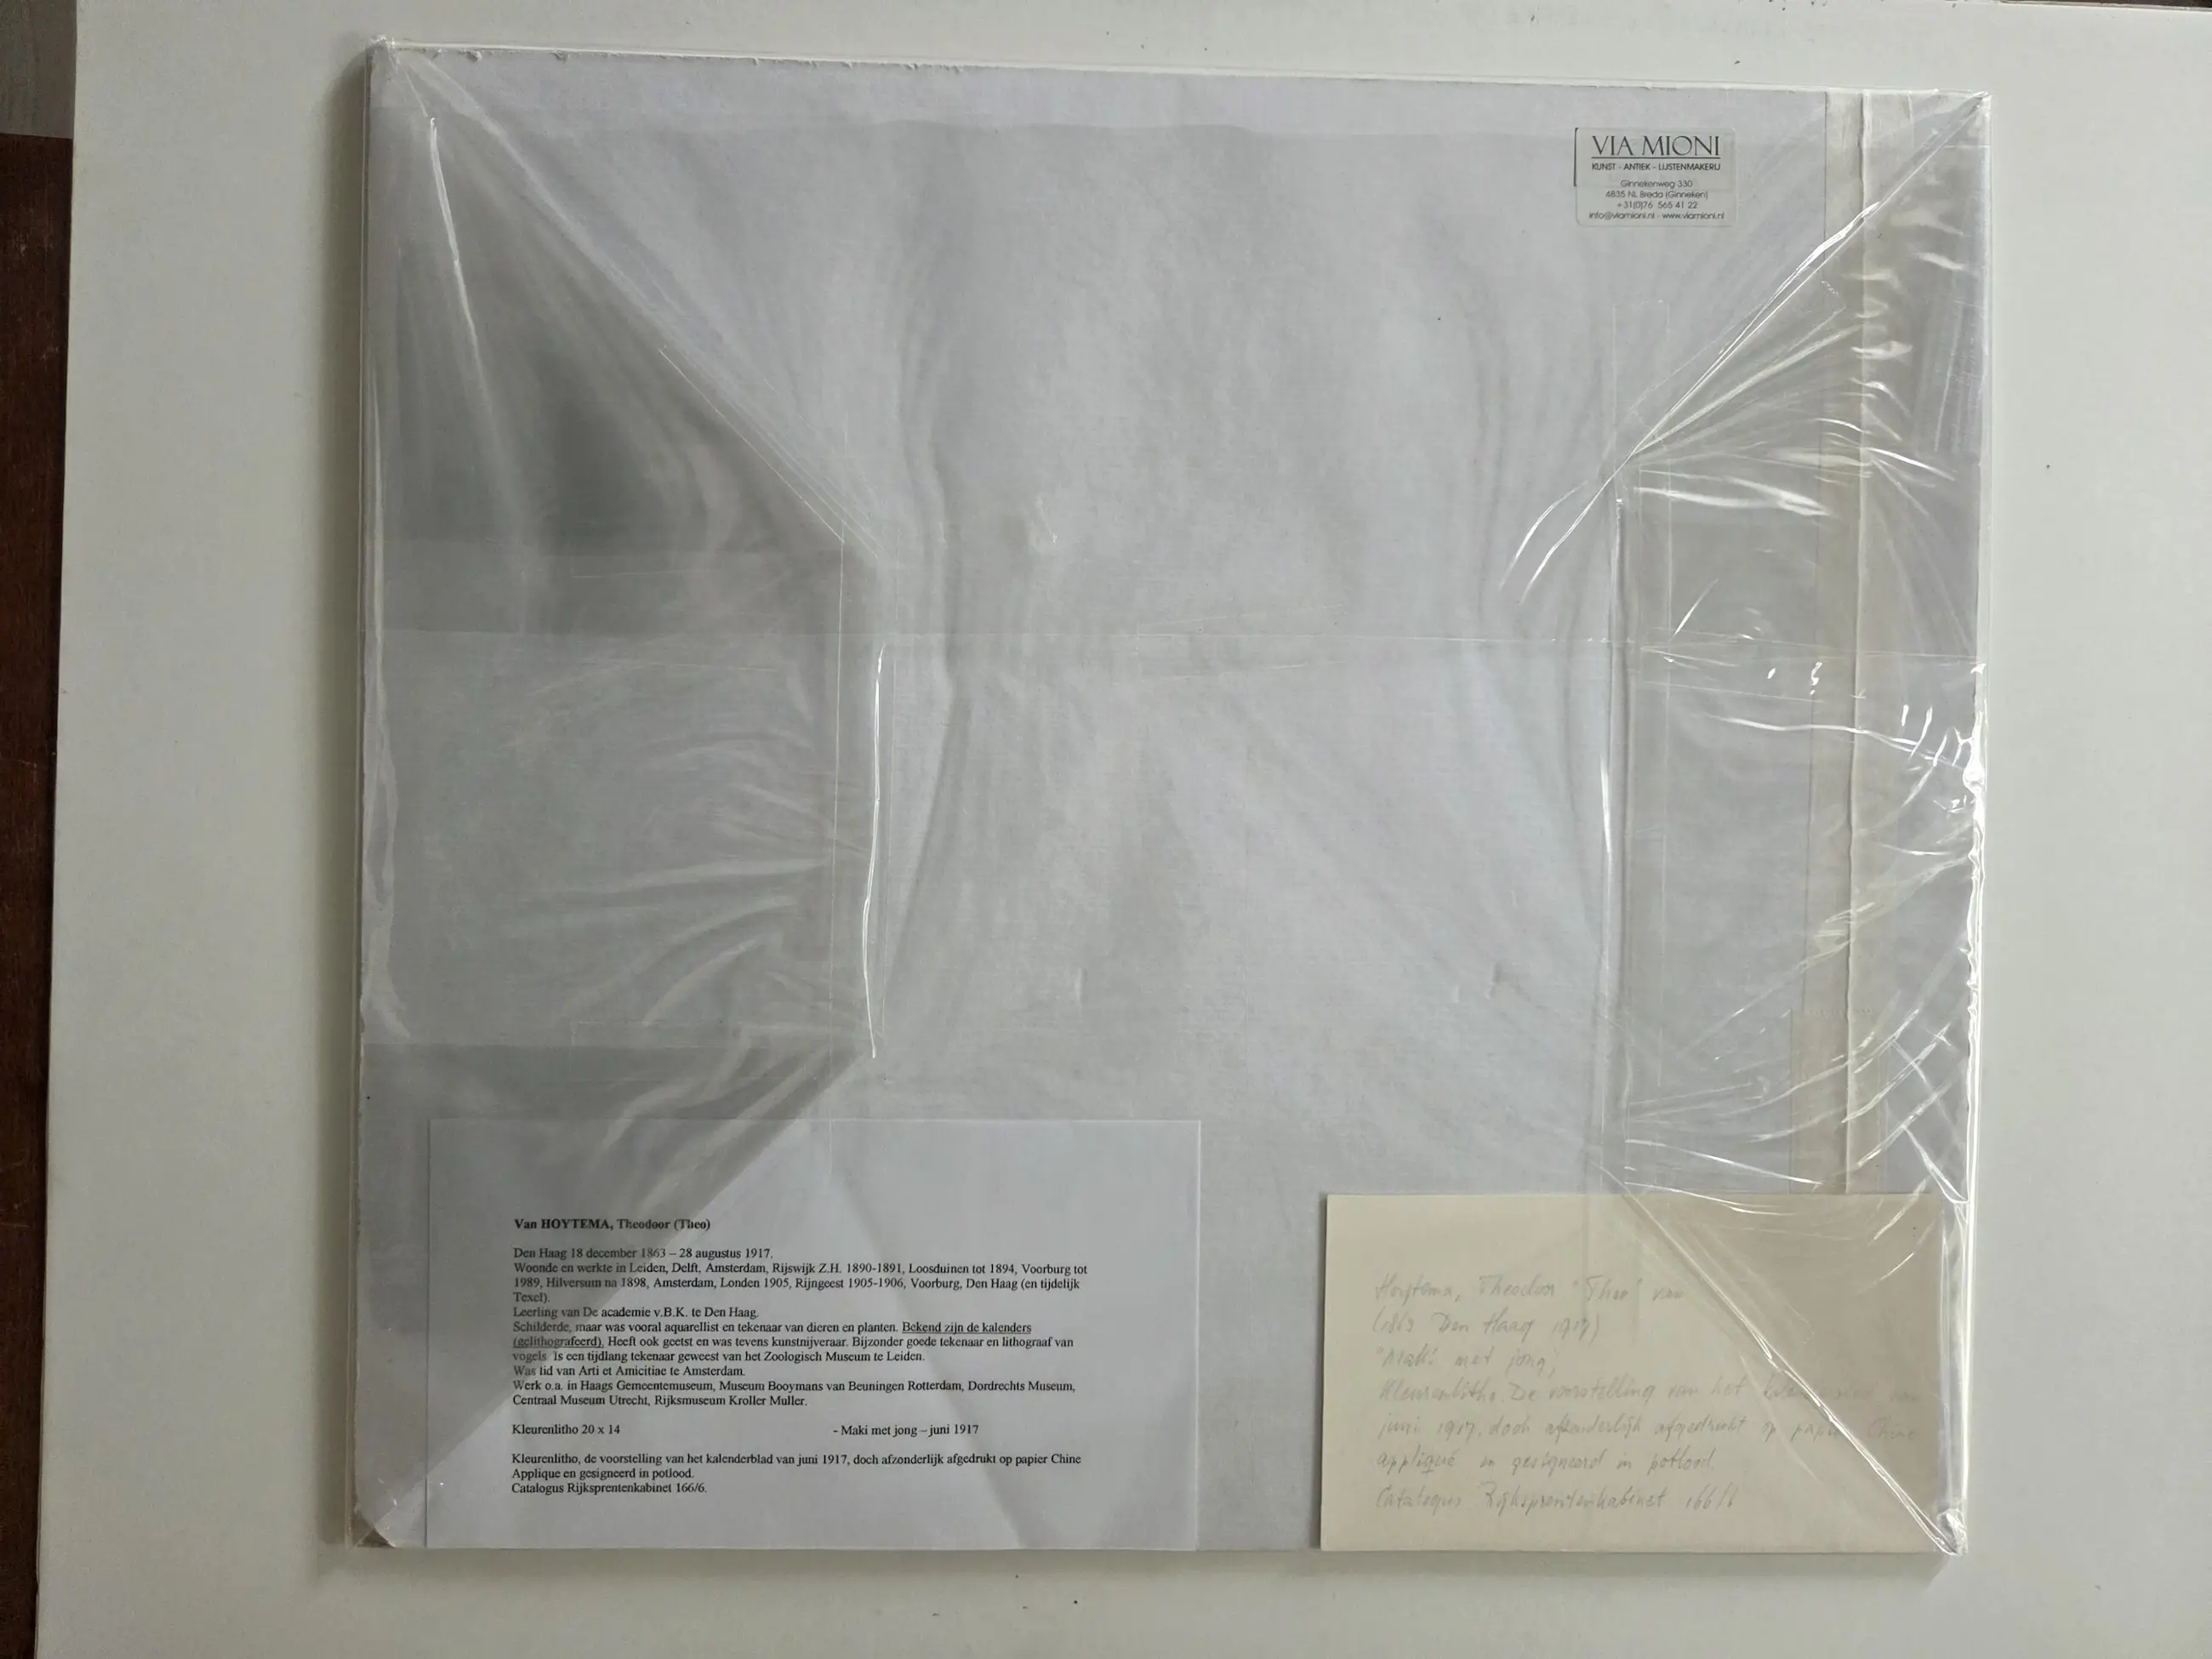 VIA MIONI
KUNST - ANTIEK - LIJSTENMAKERIJ
Ginnekenweg 330
4835 NL Breda (Ginneken)
+31(0)76 565 41 22
info@viamioni.nl - www.viamioni.nl
Van HOYTEMA, Theodoor (Theo)
Den Haag 18 december 1863 – 28 augustus 1917.
Woonde en werkte in Leiden, Delft, Amsterdam, Rijswijk Z.H. 1890-1891, Loosduinen tot 1894, Voorburg tot
1989, Hilversum na 1898, Amsterdam, Londen 1905, Rijngeest 1905-1906, Voorburg, Den Haag (en tijdelijk
Texel).
Leerling van De academie v.B.K. te Den Haag.
Schilderde, maar was vooral aquarellist en tekenaar van dieren en planten. Bekend zijn de kalenders
(gelithografeerd). Heeft ook geetst en was tevens kunstnijveraar. Bijzonder goede tekenaar en lithograaf van
vogels. Is een tijdlang tekenaar geweest van het Zoologisch Museum te Leiden.
Was lid van Arti et Amicitiae te Amsterdam.
Werk o.a. in Haags Gemeentemuseum, Museum Booymans van Beuningen Rotterdam, Dordrechts Museum,
Centraal Museum Utrecht, Rijksmuseum Kroller Muller.
Kleurenlitho 20 x 14 - Maki met jong – juni 1917
Kleurenlitho, de voorstelling van het kalenderblad van juni 1917, doch afzonderlijk afgedrukt op papier Chine
Applique en gesigneerd in potlood.
Catalogus Rijksprentenkabinet 166/6.
Hoytema, Theodoor "Theo" van
(1863 Den Haag 1917)
"Maki met jong",
Kleurenlitho. De voorstelling van het
juni 1917, doch afzonderlijk afgedrukt op papier Chine
appliqué en gesigneerd in potlood.
Catalogus Rijksprentenkabinet 166/6